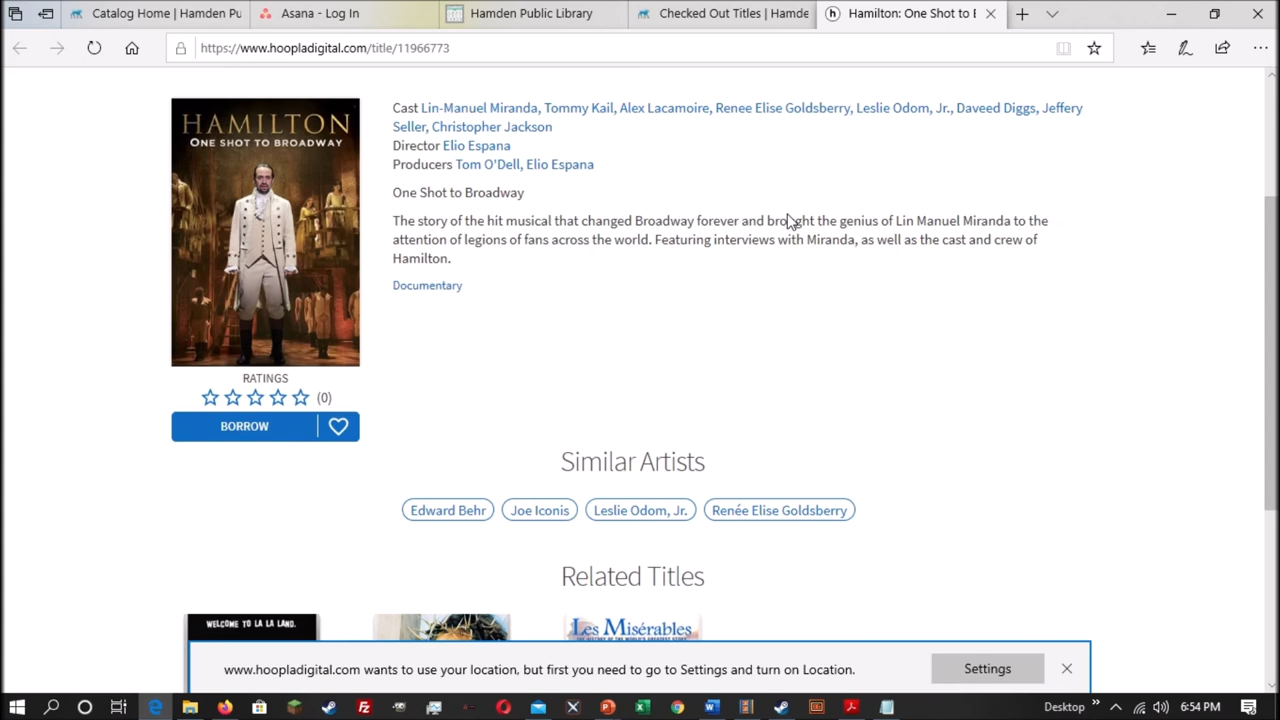 Catalog Home | Hamden Pu
Asana - Log In
Hamden Public Library
Checked Out Titles | Hamde
Hamilton: One Shot to B
https://www.hoopladigital.com/title/11966773
HAMILTON
ONE SHOT TO BROADWAY
Cast Lin-Manuel Miranda, Tommy Kail, Alex Lacamoire, Renee Elise Goldsberry, Leslie Odom, Jr., Daveed Diggs, Jeffery
Seller, Christopher Jackson
Director Elio Espana
Producers Tom O'Dell, Elio Espana
One Shot to Broadway
The story of the hit musical that changed Broadway forever and brought the genius of Lin Manuel Miranda to the
attention of legions of fans across the world. Featuring interviews with Miranda, as well as the cast and crew of
Hamilton.
Documentary
RATINGS
(0)
BORROW
Similar Artists
Edward Behr
Joe Iconis
Leslie Odom, Jr.
Renée Elise Goldsberry
Related Titles
WELCOME TO LA LA LAND.
Les Misérables
www.hoopladigital.com wants to use your location, but first you need to go to Settings and turn on Location.
Settings
Desktop
6:54 PM